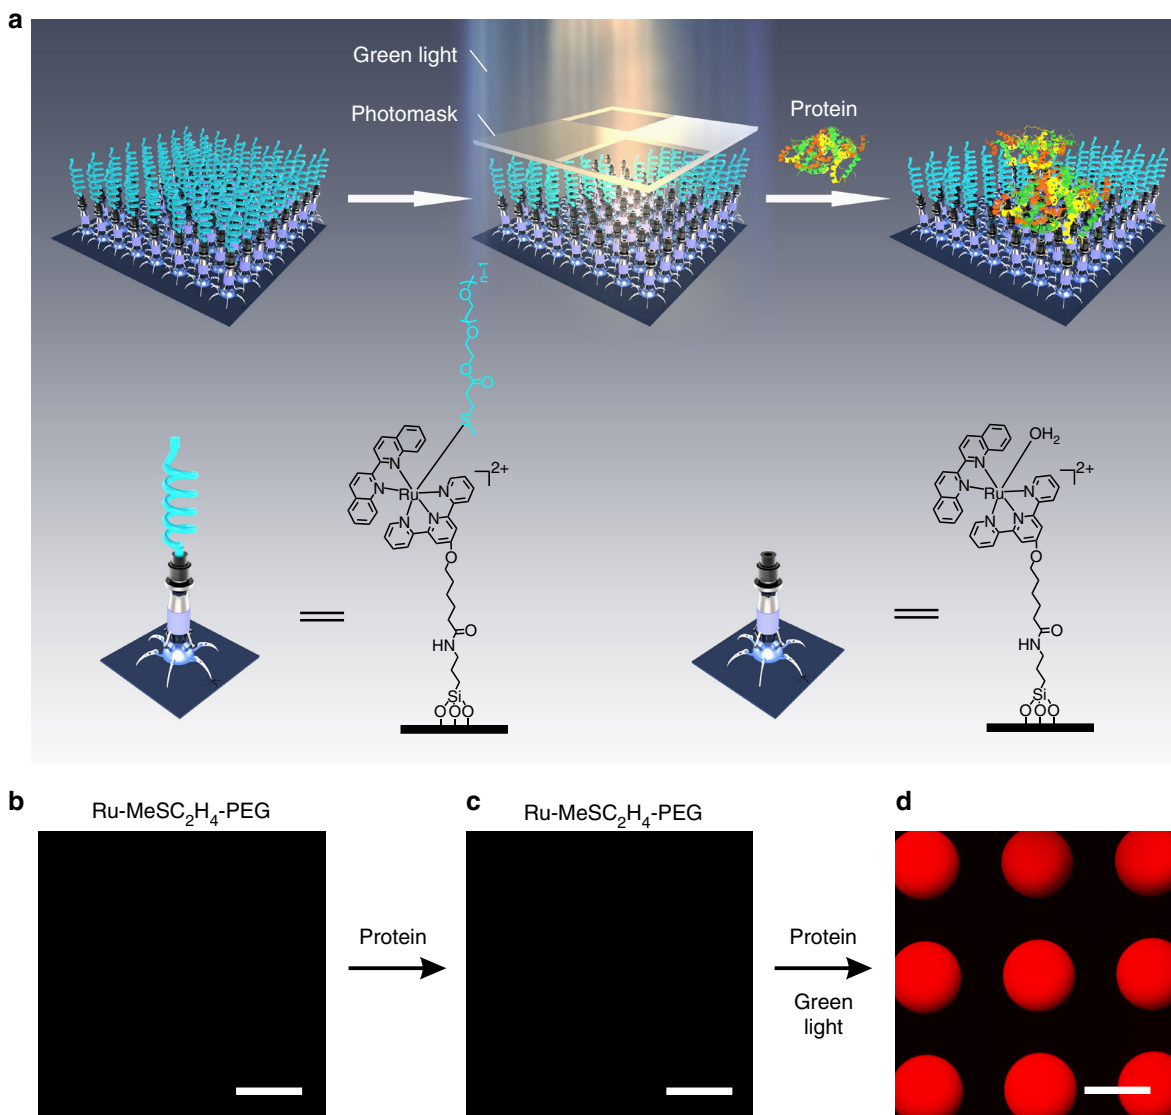 a
Green light
Photomask
Protein
n–1
O
O
O
O
S
N
N
Ru
N
N
N
2+
O
O
HN
Si
O O O
OH2
N
N
Ru
N
N
N
2+
O
O
HN
Si
O O O
b
Ru-MeSC2H4-PEG
Protein
c
Ru-MeSC2H4-PEG
Protein
Green
light
d